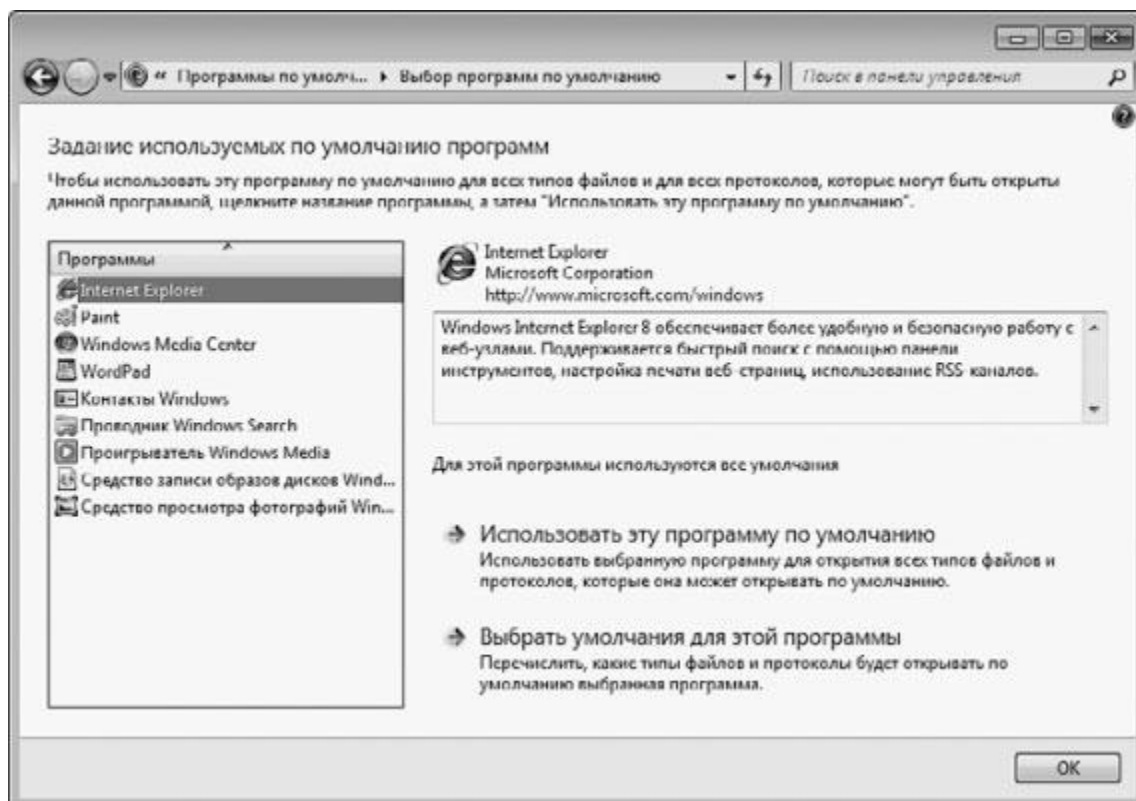 « Программы по умолч... ▸ Выбор программ по умолчанию
Поиск в панели управления
Задание используемых по умолчанию программ
Чтобы использовать эту программу по умолчанию для всех типов файлов и для всех протоколов, которые могут быть открыты
данной программой, щелкните название программы, а затем "Использовать эту программу по умолчанию".
Программы
Internet Explorer
Paint
Windows Media Center
WordPad
Контакты Windows
Проводник Windows Search
Проигрыватель Windows Media
Средство записи образов дисков Wind...
Средство просмотра фотографий Win...
Internet Explorer
Microsoft Corporation
http://www.microsoft.com/windows
Windows Internet Explorer 8 обеспечивает более удобную и безопасную работу с
веб-узлами. Поддерживается быстрый поиск с помощью панели
инструментов, настройка печати веб-страниц, использование RSS-каналов.
Для этой программы используются все умолчания
Использовать эту программу по умолчанию
Использовать выбранную программу для открытия всех типов файлов и
протоколов, которые она может открывать по умолчанию.
Выбрать умолчания для этой программы
Перечислить, какие типы файлов и протоколы будет открывать по
умолчанию выбранная программа.
OK